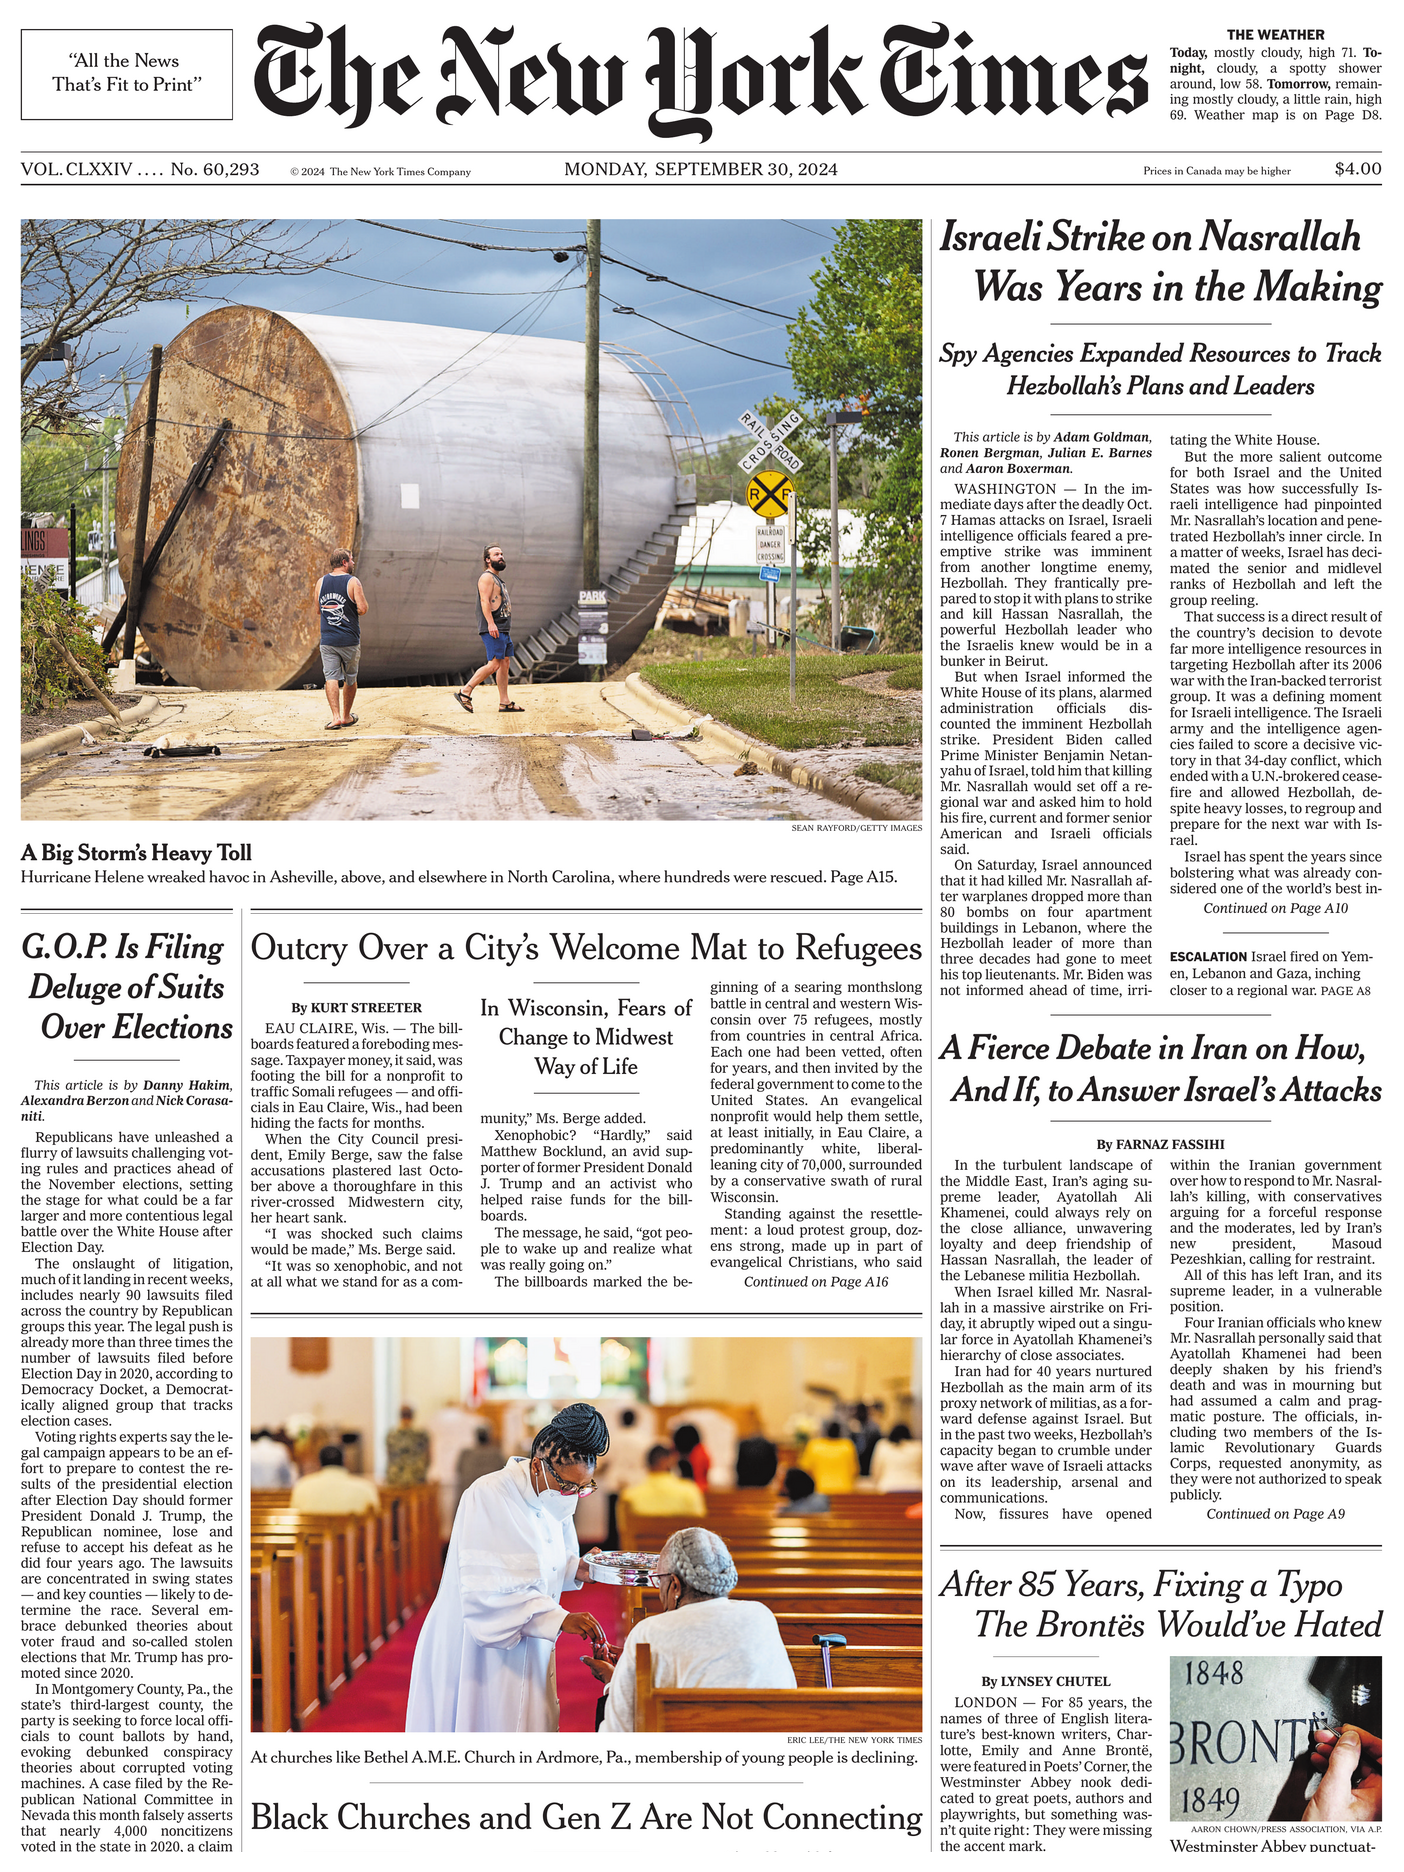 “All the News
That’s Fit to Print”
The New York Times
THE WEATHER
Today, mostly cloudy, high 71. To-
night, cloudy, a spotty shower
around, low 58. Tomorrow, remain-
ing mostly cloudy, a little rain, high
69. Weather map is on Page D8.
VOL. CLXXIV .... No. 60,293
© 2024 The New York Times Company
MONDAY, SEPTEMBER 30, 2024
Prices in Canada may be higher
$4.00
RAIL CROSSING ROAD
R R
RAILROAD
DANGER
CROSSING
PARK
LINGS
SEAN RAYFORD/GETTY IMAGES
A Big Storm’s Heavy Toll
Hurricane Helene wreaked havoc in Asheville, above, and elsewhere in North Carolina, where hundreds were rescued. Page A15.
Israeli Strike on Nasrallah
Was Years in the Making
Spy Agencies Expanded Resources to Track
Hezbollah’s Plans and Leaders
This article is by Adam Goldman,
Ronen Bergman, Julian E. Barnes
and Aaron Boxerman.
WASHINGTON — In the im-
mediate days after the deadly Oct.
7 Hamas attacks on Israel, Israeli
intelligence officials feared a pre-
emptive strike was imminent
from another longtime enemy,
Hezbollah. They frantically pre-
pared to stop it with plans to strike
and kill Hassan Nasrallah, the
powerful Hezbollah leader who
the Israelis knew would be in a
bunker in Beirut.
But when Israel informed the
White House of its plans, alarmed
administration officials dis-
counted the imminent Hezbollah
strike. President Biden called
Prime Minister Benjamin Netan-
yahu of Israel, told him that killing
Mr. Nasrallah would set off a re-
gional war and asked him to hold
his fire, current and former senior
American and Israeli officials
said.
On Saturday, Israel announced
that it had killed Mr. Nasrallah af-
ter warplanes dropped more than
80 bombs on four apartment
buildings in Lebanon, where the
Hezbollah leader of more than
three decades had gone to meet
his top lieutenants. Mr. Biden was
not informed ahead of time, irri-
tating the White House.
But the more salient outcome
for both Israel and the United
States was how successfully Is-
raeli intelligence had pinpointed
Mr. Nasrallah’s location and pene-
trated Hezbollah’s inner circle. In
a matter of weeks, Israel has deci-
mated the senior and midlevel
ranks of Hezbollah and left the
group reeling.
That success is a direct result of
the country’s decision to devote
far more intelligence resources in
targeting Hezbollah after its 2006
war with the Iran-backed terrorist
group. It was a defining moment
for Israeli intelligence. The Israeli
army and the intelligence agen-
cies failed to score a decisive vic-
tory in that 34-day conflict, which
ended with a U.N.-brokered cease-
fire and allowed Hezbollah, de-
spite heavy losses, to regroup and
prepare for the next war with Is-
rael.
Israel has spent the years since
bolstering what was already con-
sidered one of the world’s best in-
Continued on Page A10
ESCALATION Israel fired on Yem-
en, Lebanon and Gaza, inching
closer to a regional war. PAGE A8
G.O.P. Is Filing
Deluge of Suits
Over Elections
This article is by Danny Hakim,
Alexandra Berzon and Nick Corasa-
niti.
Republicans have unleashed a
flurry of lawsuits challenging vot-
ing rules and practices ahead of
the November elections, setting
the stage for what could be a far
larger and more contentious legal
battle over the White House after
Election Day.
The onslaught of litigation,
much of it landing in recent weeks,
includes nearly 90 lawsuits filed
across the country by Republican
groups this year. The legal push is
already more than three times the
number of lawsuits filed before
Election Day in 2020, according to
Democracy Docket, a Democrat-
ically aligned group that tracks
election cases.
Voting rights experts say the le-
gal campaign appears to be an ef-
fort to prepare to contest the re-
sults of the presidential election
after Election Day should former
President Donald J. Trump, the
Republican nominee, lose and
refuse to accept his defeat as he
did four years ago. The lawsuits
are concentrated in swing states
— and key counties — likely to de-
termine the race. Several em-
brace debunked theories about
voter fraud and so-called stolen
elections that Mr. Trump has pro-
moted since 2020.
In Montgomery County, Pa., the
state’s third-largest county, the
party is seeking to force local offi-
cials to count ballots by hand,
evoking debunked conspiracy
theories about corrupted voting
machines. A case filed by the Re-
publican National Committee in
Nevada this month falsely asserts
that nearly 4,000 noncitizens
voted in the state in 2020, a claim
Outcry Over a City’s Welcome Mat to Refugees
By KURT STREETER
EAU CLAIRE, Wis. — The bill-
boards featured a foreboding mes-
sage. Taxpayer money, it said, was
footing the bill for a nonprofit to
traffic Somali refugees — and offi-
cials in Eau Claire, Wis., had been
hiding the facts for months.
When the City Council presi-
dent, Emily Berge, saw the false
accusations plastered last Octo-
ber above a thoroughfare in this
river-crossed Midwestern city,
her heart sank.
“I was shocked such claims
would be made,” Ms. Berge said.
“It was so xenophobic, and not
at all what we stand for as a com-
In Wisconsin, Fears of
Change to Midwest
Way of Life
munity,” Ms. Berge added.
Xenophobic? “Hardly,” said
Matthew Bocklund, an avid sup-
porter of former President Donald
J. Trump and an activist who
helped raise funds for the bill-
boards.
The message, he said, “got peo-
ple to wake up and realize what
was really going on.”
The billboards marked the be-
ginning of a searing monthslong
battle in central and western Wis-
consin over 75 refugees, mostly
from countries in central Africa.
Each one had been vetted, often
for years, and then invited by the
federal government to come to the
United States. An evangelical
nonprofit would help them settle,
at least initially, in Eau Claire, a
predominantly white, liberal-
leaning city of 70,000, surrounded
by a conservative swath of rural
Wisconsin.
Standing against the resettle-
ment: a loud protest group, doz-
ens strong, made up in part of
evangelical Christians, who said
Continued on Page A16
ERIC LEE/THE NEW YORK TIMES
At churches like Bethel A.M.E. Church in Ardmore, Pa., membership of young people is declining.
Black Churches and Gen Z Are Not Connecting
A Fierce Debate in Iran on How,
And If, to Answer Israel’s Attacks
By FARNAZ FASSIHI
In the turbulent landscape of
the Middle East, Iran’s aging su-
preme leader, Ayatollah Ali
Khamenei, could always rely on
the close alliance, unwavering
loyalty and deep friendship of
Hassan Nasrallah, the leader of
the Lebanese militia Hezbollah.
When Israel killed Mr. Nasral-
lah in a massive airstrike on Fri-
day, it abruptly wiped out a singu-
lar force in Ayatollah Khamenei’s
hierarchy of close associates.
Iran had for 40 years nurtured
Hezbollah as the main arm of its
proxy network of militias, as a for-
ward defense against Israel. But
in the past two weeks, Hezbollah’s
capacity began to crumble under
wave after wave of Israeli attacks
on its leadership, arsenal and
communications.
Now, fissures have opened
within the Iranian government
over how to respond to Mr. Nasral-
lah’s killing, with conservatives
arguing for a forceful response
and the moderates, led by Iran’s
new president, Masoud
Pezeshkian, calling for restraint.
All of this has left Iran, and its
supreme leader, in a vulnerable
position.
Four Iranian officials who knew
Mr. Nasrallah personally said that
Ayatollah Khamenei had been
deeply shaken by his friend’s
death and was in mourning but
had assumed a calm and prag-
matic posture. The officials, in-
cluding two members of the Is-
lamic Revolutionary Guards
Corps, requested anonymity, as
they were not authorized to speak
publicly.
Continued on Page A9
After 85 Years, Fixing a Typo
The Brontës Would’ve Hated
By LYNSEY CHUTEL
LONDON — For 85 years, the
names of three of English litera-
ture’s best-known writers, Char-
lotte, Emily and Anne Brontë,
were featured in Poets’ Corner, the
Westminster Abbey nook dedi-
cated to great poets, authors and
playwrights, but something was-
n’t quite right: They were missing
the accent mark.
1848
BRONTË
1849
AARON CHOWN/PRESS ASSOCIATION, VIA A.P.
Westminster Abbey punctuat-